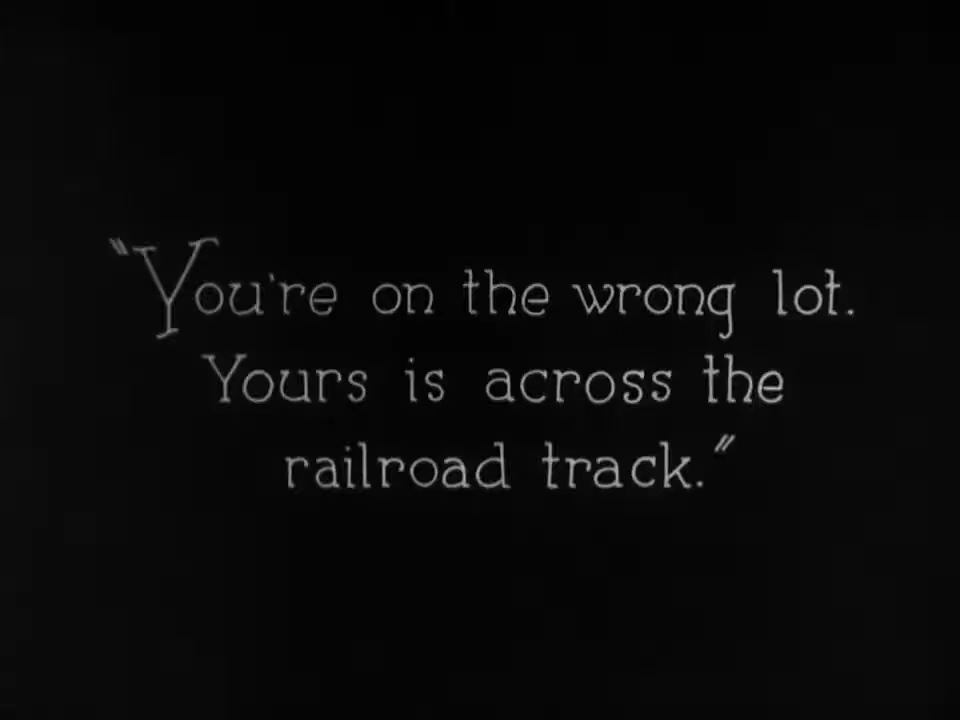 "You're on the wrong lot.
Yours is across the
railroad track."